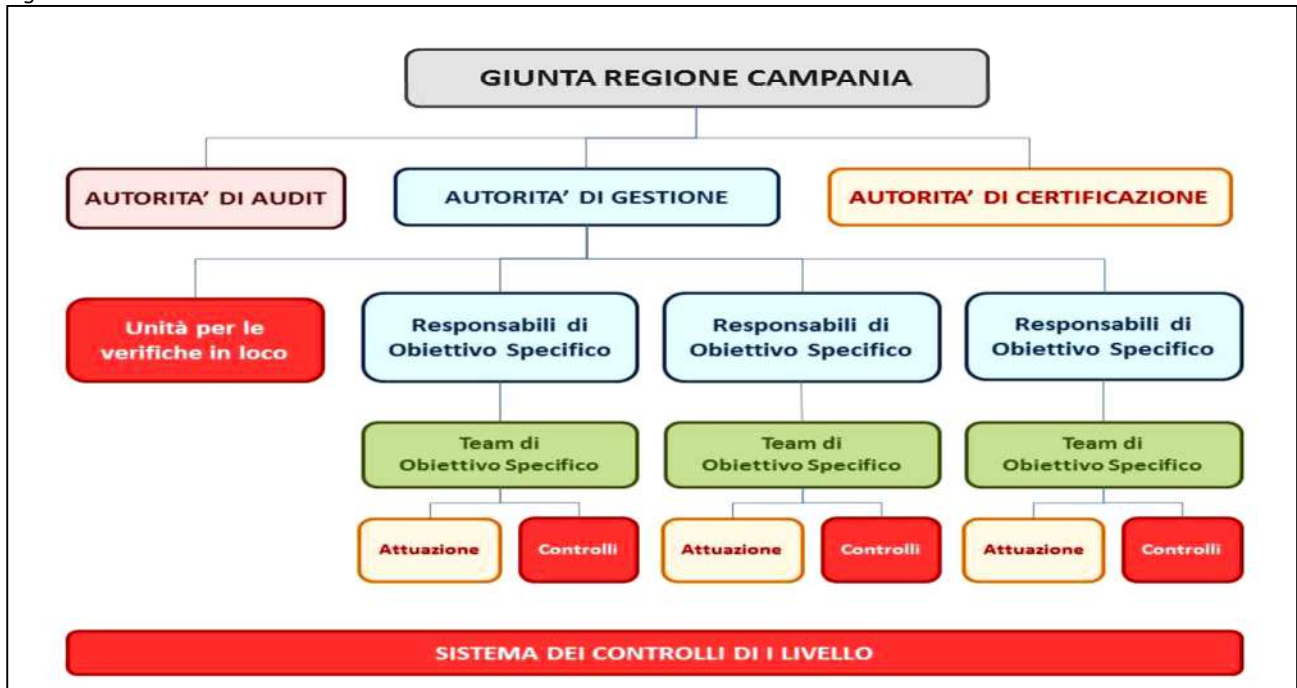 GIUNTA REGIONE CAMPANIA
AUTORITA’ DI AUDIT
AUTORITA’ DI GESTIONE
AUTORITA’ DI CERTIFICAZIONE
Unità per le
verifiche in loco
Responsabili di
Obiettivo Specifico
Responsabili di
Obiettivo Specifico
Responsabili di
Obiettivo Specifico
Team di
Obiettivo Specifico
Team di
Obiettivo Specifico
Team di
Obiettivo Specifico
Attuazione
Controlli
Attuazione
Controlli
Attuazione
Controlli
SISTEMA DEI CONTROLLI DI I LIVELLO